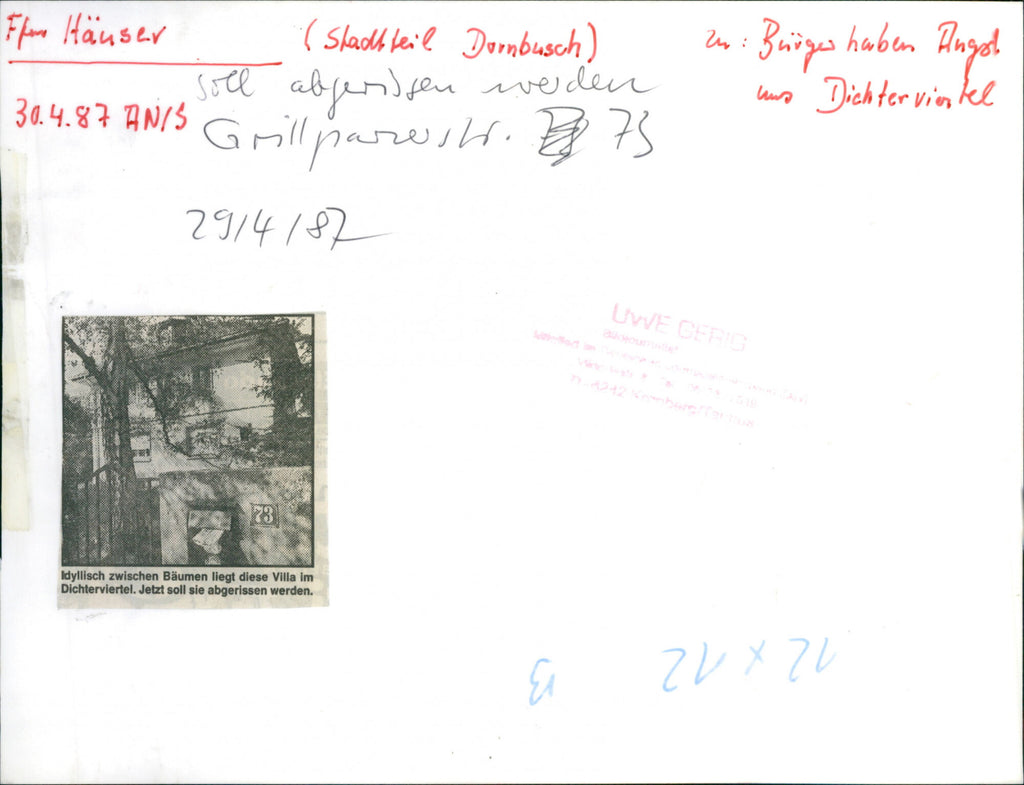 Ffm Häuser
(Stadtteil Dornbusch)
zu: Bürger haben Angst
ums Dichterviertel
30.4.87 AN/S
soll abgerissen werden
Grillparzerstr. 73
29/4/87
UWE GERIG
73
Idyllisch zwischen Bäumen liegt diese Villa im
Dichterviertel. Jetzt soll sie abgerissen werden.
12 x 12